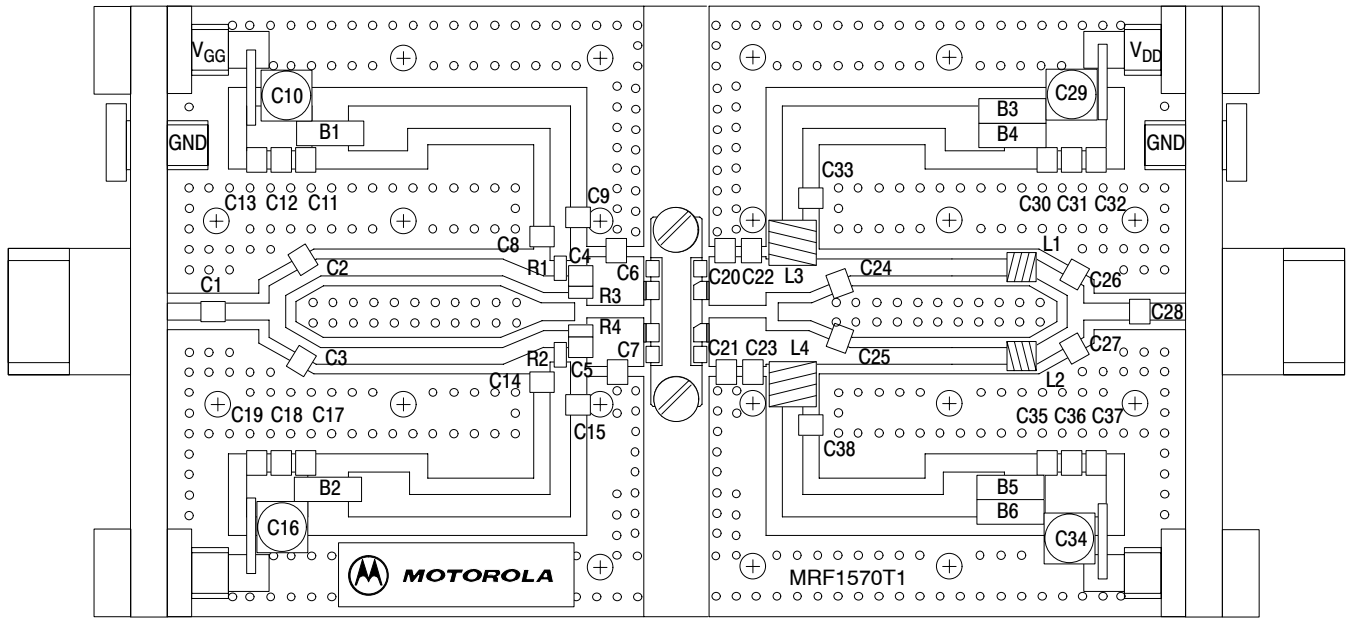 VGG
VDD
C10
C29
B1
B3
B4
GND
GND
C33
C13 C12 C11
C9
C30 C31 C32
C8
C4
C6
C20 C22 L3
C24
L1
C2
R1
C26
C1
R3
C28
R4
C3
R2
C5
C7
C21 C23 L4
C25
C27
L2
C14
C19 C18 C17
C15
C35 C36 C37
C38
B2
B5
B6
C16
C34
MOTOROLA
MRF1570T1